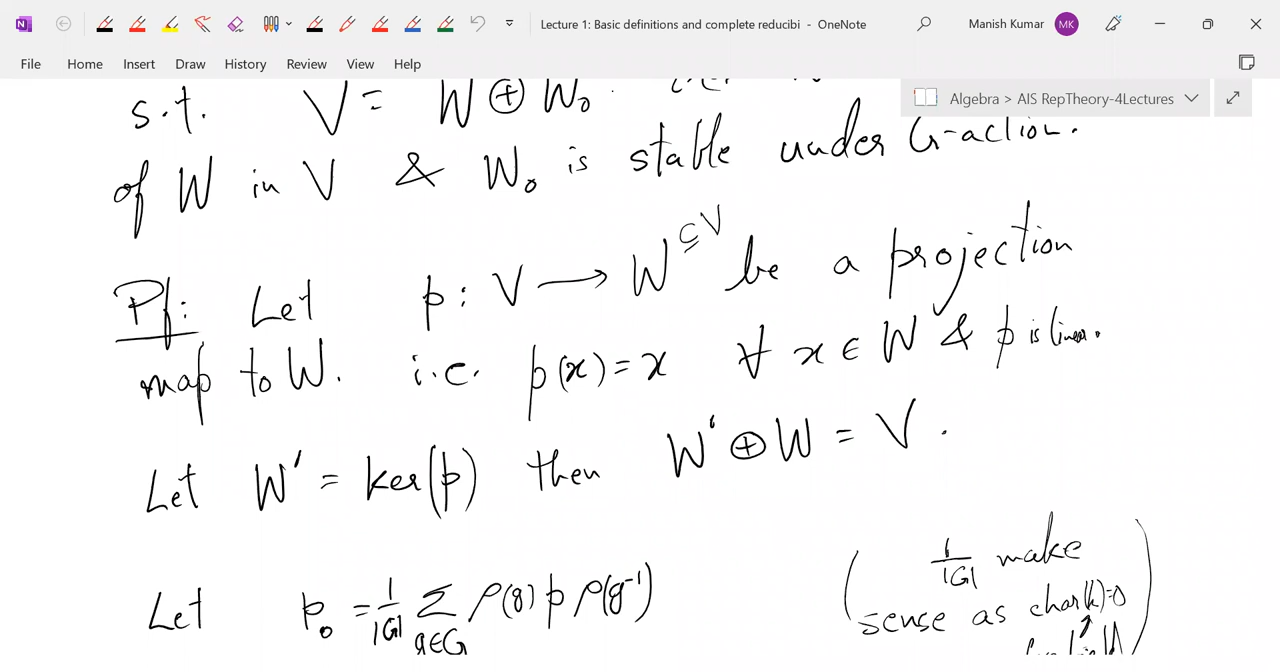 Lecture 1: Basic definitions and complete reducibi - OneNote
Manish Kumar
MK
File Home Insert Draw History Review View Help
Algebra > AIS RepTheory-4Lectures
s.t. V = W ⊕ W₀.
of W in V & W₀ is stable under G-action.
Pf: Let p : V → W ⊆ V be a projection
map to W. i.e. p(x) = x ∀ x ∈ W & p is linear.
Let W' = ker(p) then W' ⊕ W = V.
Let p₀ = 1/|G| Σ g∈G ρ(g) p ρ(g⁻¹)
( 1/|G| make
sense as char(k)=0 )